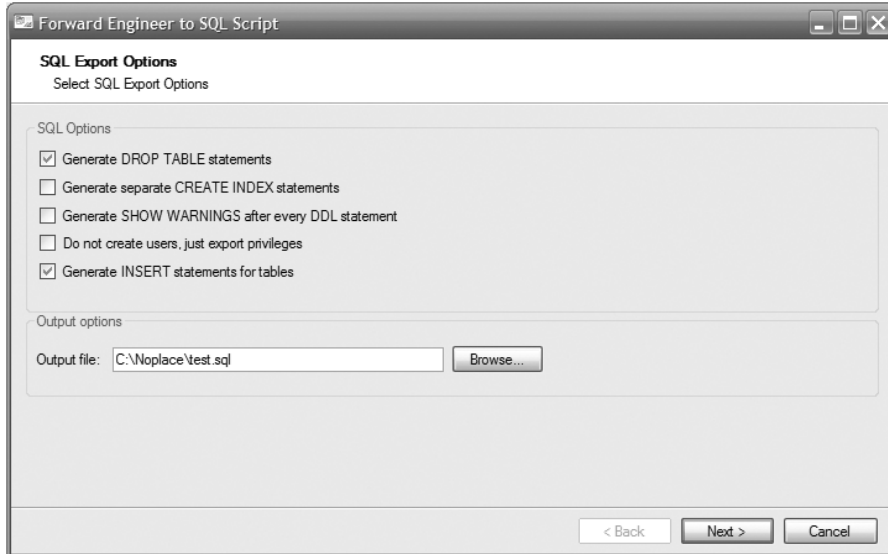 Forward Engineer to SQL Script
SQL Export Options
Select SQL Export Options
SQL Options
Generate DROP TABLE statements
Generate separate CREATE INDEX statements
Generate SHOW WARNINGS after every DDL statement
Do not create users, just export privileges
Generate INSERT statements for tables
Output options
Output file: C:\Noplace\test.sql Browse...
< Back Next > Cancel